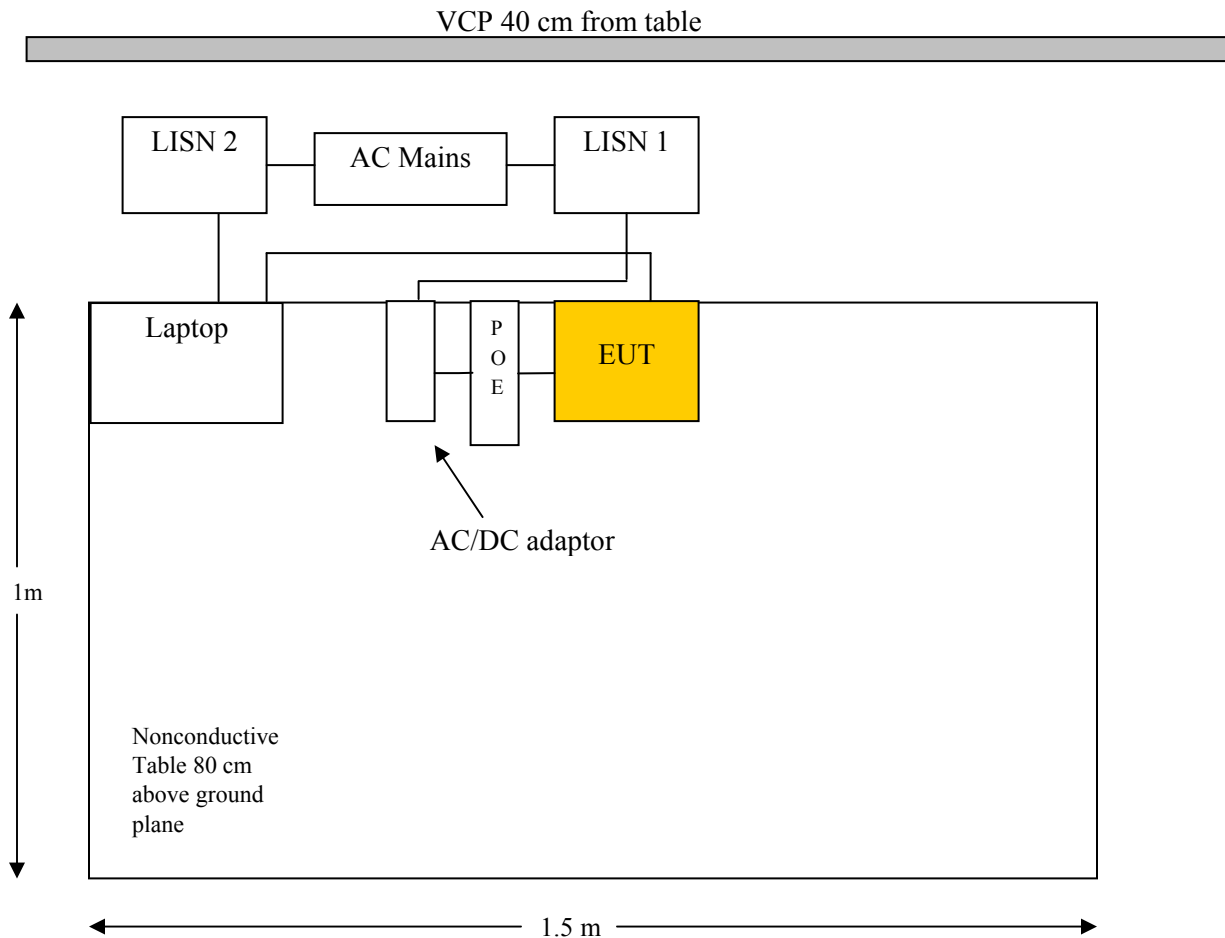 VCP 40 cm from table
LISN 2
AC Mains
LISN 1
Laptop
P
O
E
EUT
AC/DC adaptor
1m
Nonconductive
Table 80 cm
above ground
plane
1.5 m